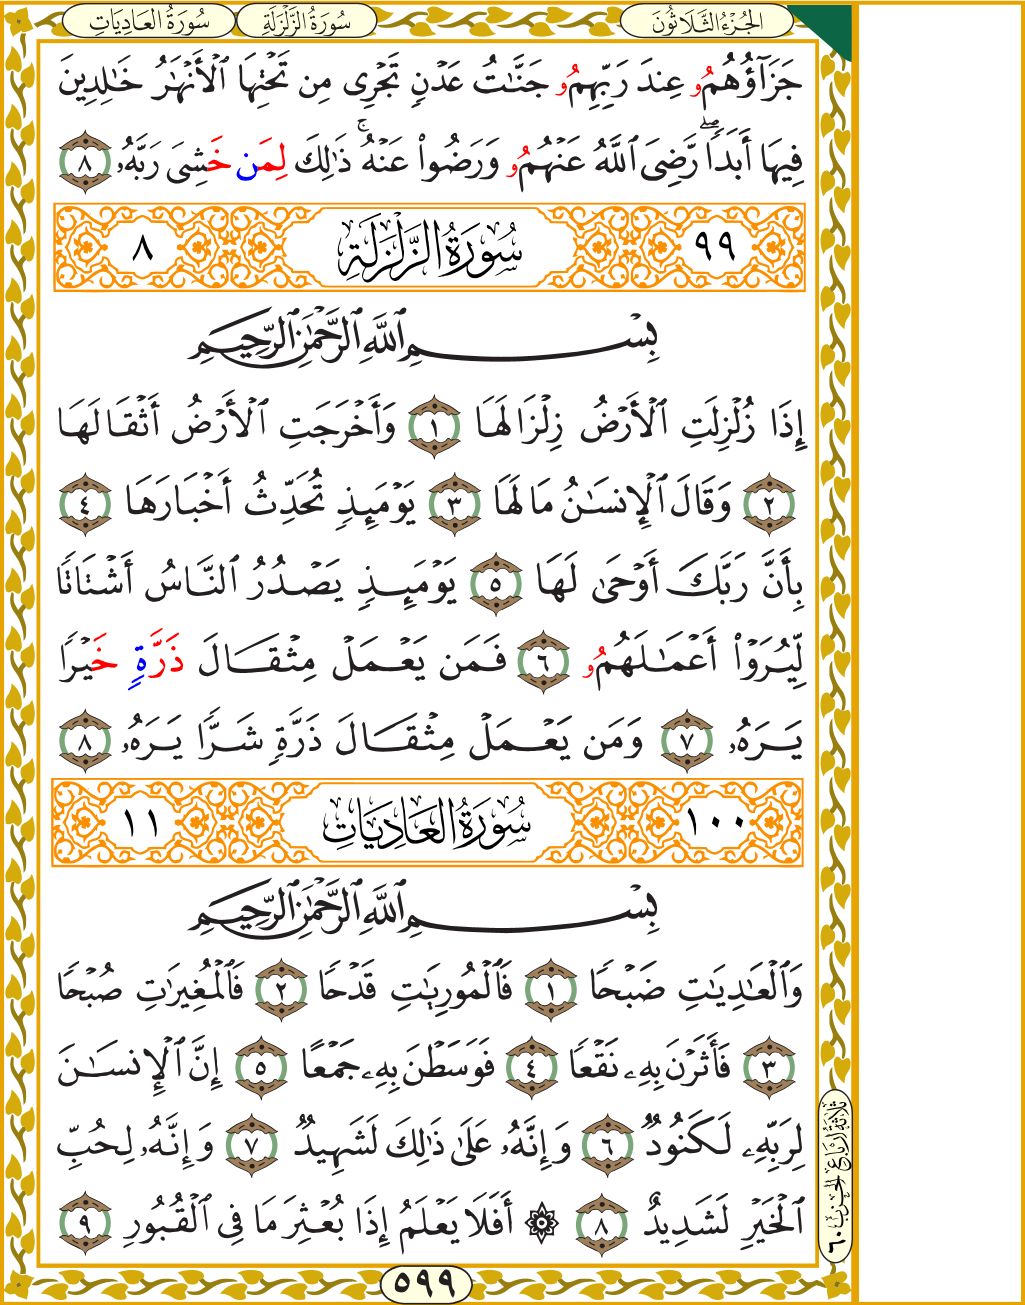 الجُزْءُ الثَّلَاثُونَ
سُورَةُ الزَّلْزَلَةِ
سُورَةُ العَادِيَاتِ
جَزَآؤُهُمُۥ عِندَ رَبِّهِمُۥ جَنَّٰتُ عَدْنٖ تَجْرِي مِن تَحْتِهَا ٱلْأَنْهَٰرُ خَٰلِدِينَ
فِيهَآ أَبَدٗاۖ رَّضِيَ ٱللَّهُ عَنْهُمُۥ وَرَضُواْ عَنْهُۚ ذَٰلِكَ لِمَن خَشِيَ رَبَّهُۥ ٨
٩٩ سُورَةُ الزَّلْزَلَةِ ٨
بِسْمِ ٱللَّهِ ٱلرَّحْمَٰنِ ٱلرَّحِيمِ
إِذَا زُلْزِلَتِ ٱلْأَرْضُ زِلْزَالَهَا ١ وَأَخْرَجَتِ ٱلْأَرْضُ أَثْقَالَهَا
٢ وَقَالَ ٱلْإِنسَٰنُ مَا لَهَا ٣ يَوْمَئِذٖ تُحَدِّثُ أَخْبَارَهَا ٤
بِأَنَّ رَبَّكَ أَوْحَىٰ لَهَا ٥ يَوْمَئِذٖ يَصْدُرُ ٱلنَّاسُ أَشْتَاتٗا
لِّيُرَوْاْ أَعْمَٰلَهُمُۥ ٦ فَمَن يَعْمَلْ مِثْقَالَ ذَرَّةٍ خَيْرٗا
يَرَهُۥ ٧ وَمَن يَعْمَلْ مِثْقَالَ ذَرَّةٖ شَرّٗا يَرَهُۥ ٨
١٠٠ سُورَةُ العَادِيَاتِ ١١
بِسْمِ ٱللَّهِ ٱلرَّحْمَٰنِ ٱلرَّحِيمِ
وَٱلْعَٰدِيَٰتِ ضَبْحٗا ١ فَٱلْمُورِيَٰتِ قَدْحٗا ٢ فَٱلْمُغِيرَٰتِ صُبْحٗا
٣ فَأَثَرْنَ بِهِۦ نَقْعٗا ٤ فَوَسَطْنَ بِهِۦ جَمْعًا ٥ إِنَّ ٱلْإِنسَٰنَ
لِرَبِّهِۦ لَكَنُودٞ ٦ وَإِنَّهُۥ عَلَىٰ ذَٰلِكَ لَشَهِيدٞ ٧ وَإِنَّهُۥ لِحُبِّ
ٱلْخَيْرِ لَشَدِيدٌ ٨ ۞ أَفَلَا يَعْلَمُ إِذَا بُعْثِرَ مَا فِي ٱلْقُبُورِ ٩
ثَلَاثَةُ أَرْبَاعِ الحِزْبِ ٦٠
٥٩٩